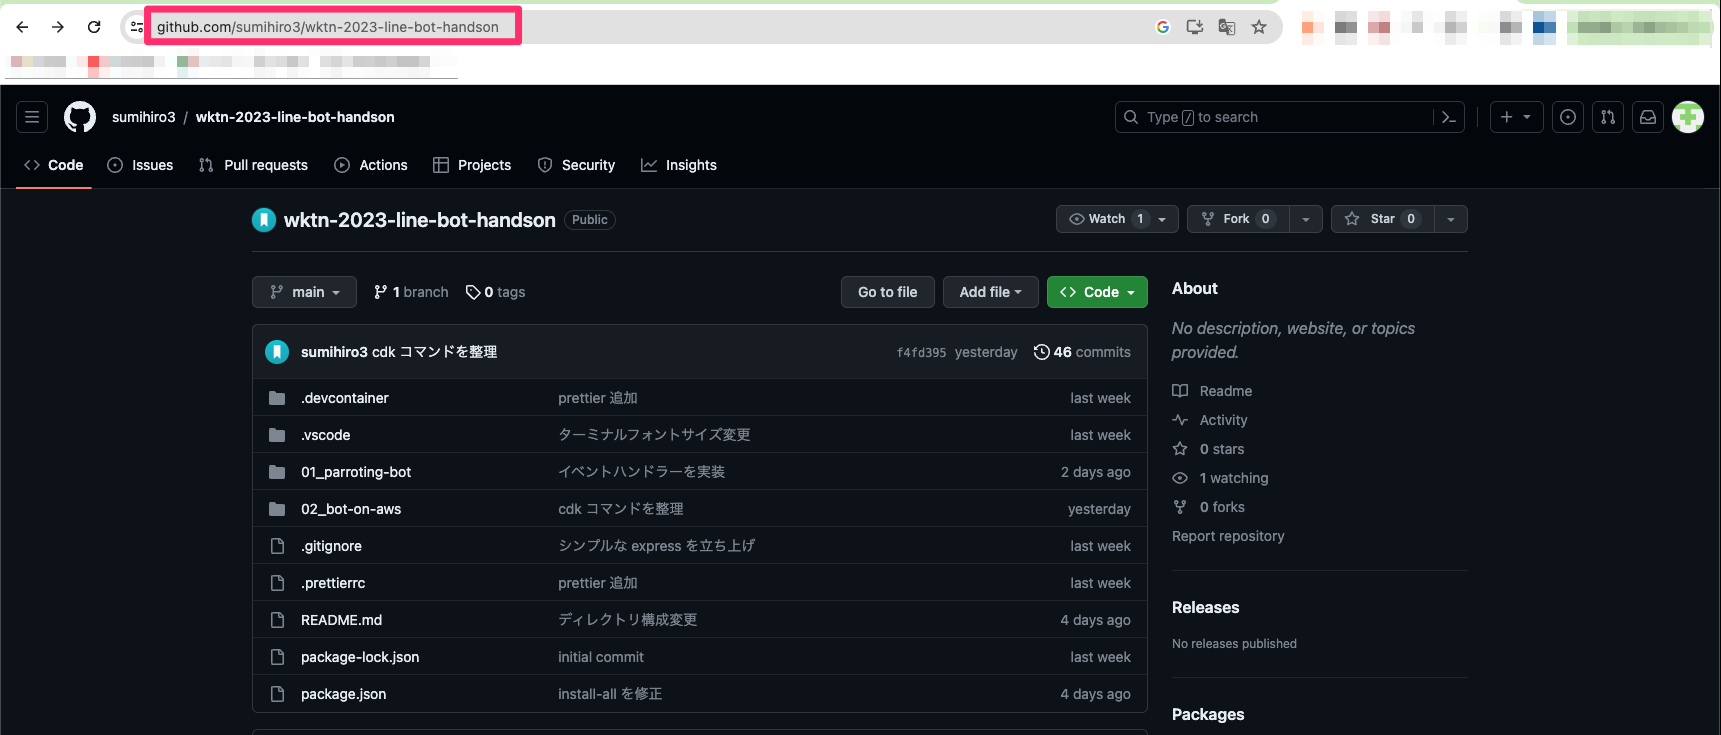 github.com/sumihiro3/wktn-2023-line-bot-handson
sumihiro3 / wktn-2023-line-bot-handson
Type / to search
Code Issues Pull requests Actions Projects Security Insights
wktn-2023-line-bot-handson Public
Watch 1 Fork 0 Star 0
main 1 branch 0 tags Go to file Add file Code
About
No description, website, or topics
provided.
sumihiro3 cdk コマンドを整理 f4fd395 yesterday 46 commits
.devcontainer prettier 追加 last week
.vscode ターミナルフォントサイズ変更 last week
01_parroting-bot イベントハンドラーを実装 2 days ago
02_bot-on-aws cdk コマンドを整理 yesterday
.gitignore シンプルな express を立ち上げ last week
.prettierrc prettier 追加 last week
README.md ディレクトリ構成変更 4 days ago
package-lock.json initial commit last week
package.json install-all を修正 4 days ago
Readme
Activity
0 stars
1 watching
0 forks
Report repository
Releases
No releases published
Packages